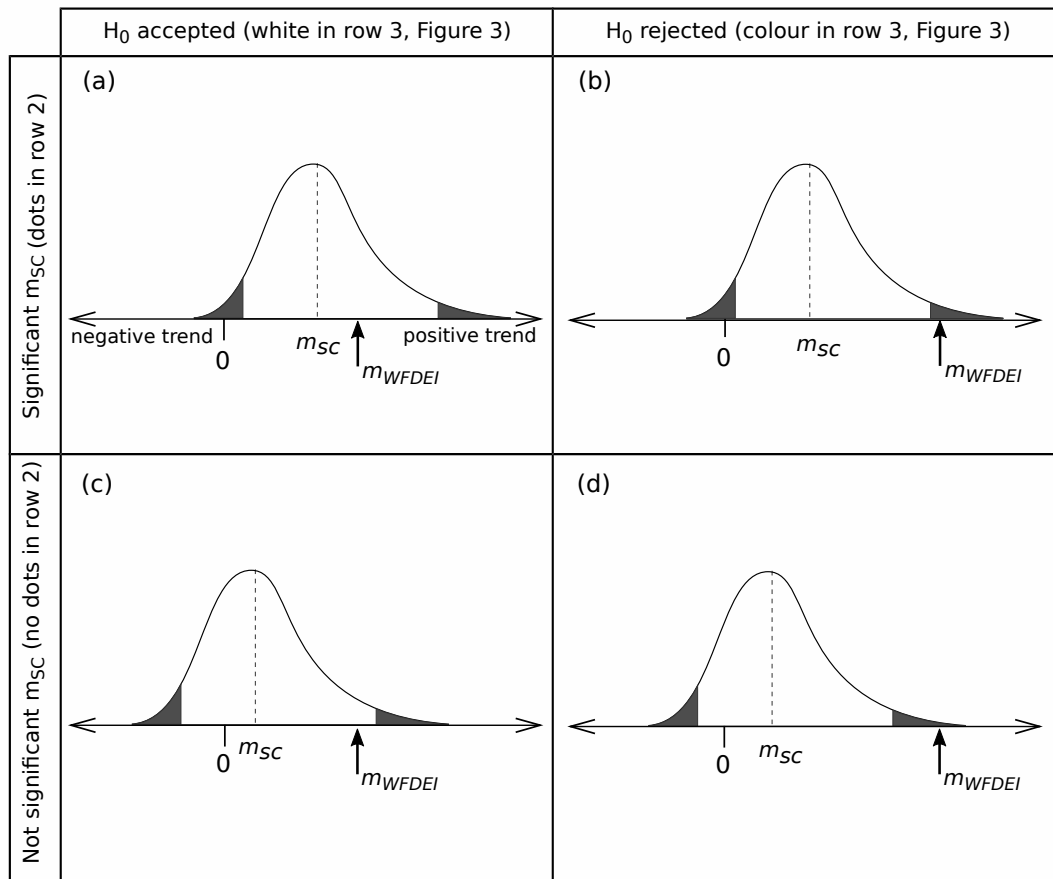 H0 accepted (white in row 3, Figure 3)
H0 rejected (colour in row 3, Figure 3)
Significant mSC (dots in row 2)
(a)
negative trend
positive trend
0
mSC
mWFDEI
(b)
0
mSC
mWFDEI
Not significant mSC (no dots in row 2)
(c)
0
mSC
mWFDEI
(d)
0
mSC
mWFDEI